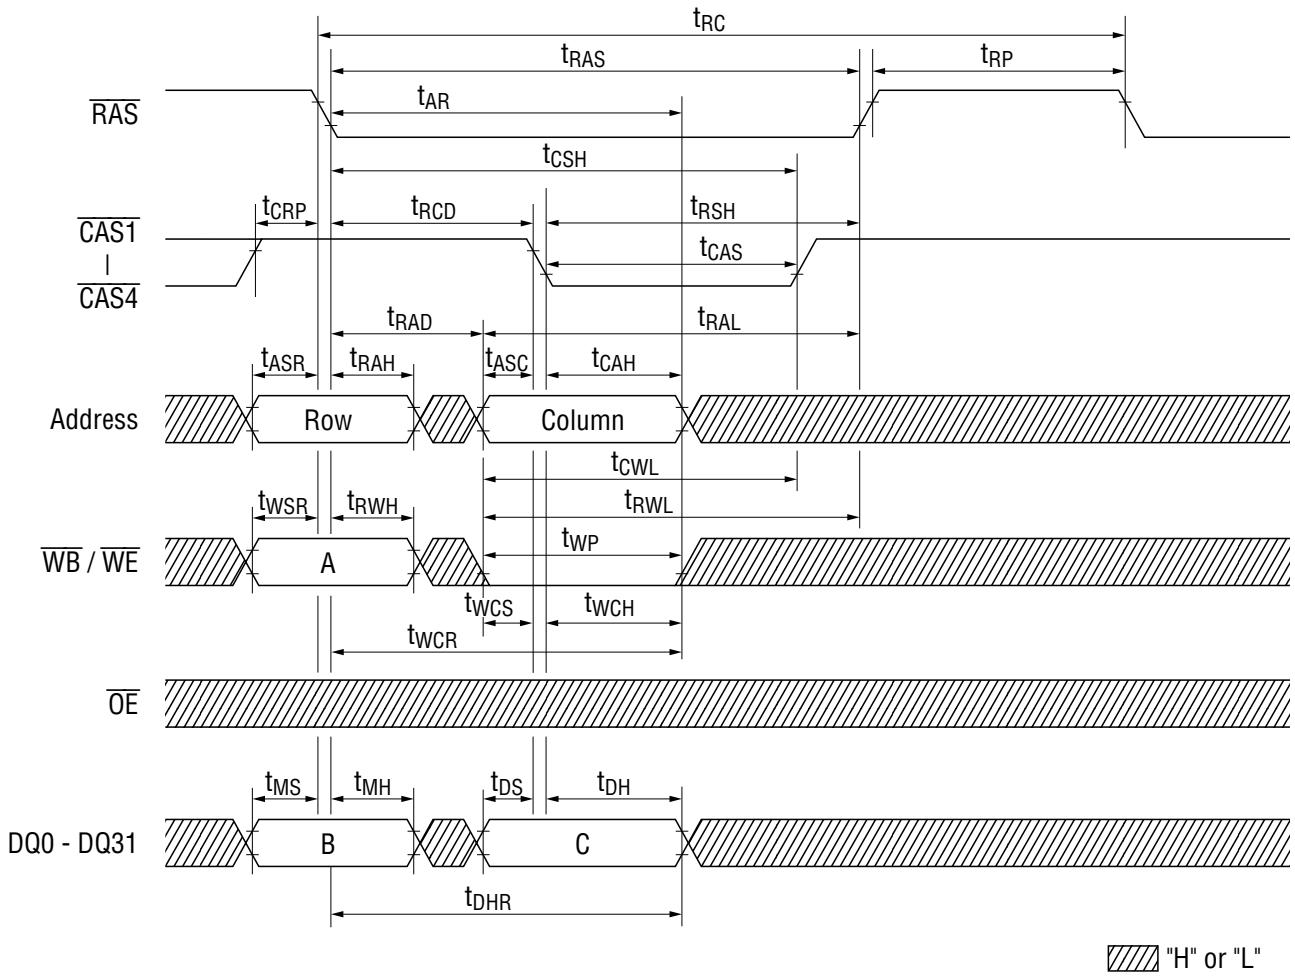 tRC
tRAS
tRP
tAR
RAS
tCSH
tCRP
tRCD
tRSH
CAS1
|
CAS4
tCAS
tRAD
tRAL
tASR
tRAH
tASC
tCAH
Address
Row
Column
tCWL
tWSR
tRWH
tRWL
WB / WE
A
tWP
tWCS
tWCH
tWCR
OE
tMS
tMH
tDS
tDH
DQ0 - DQ31
B
C
tDHR
"H" or "L"